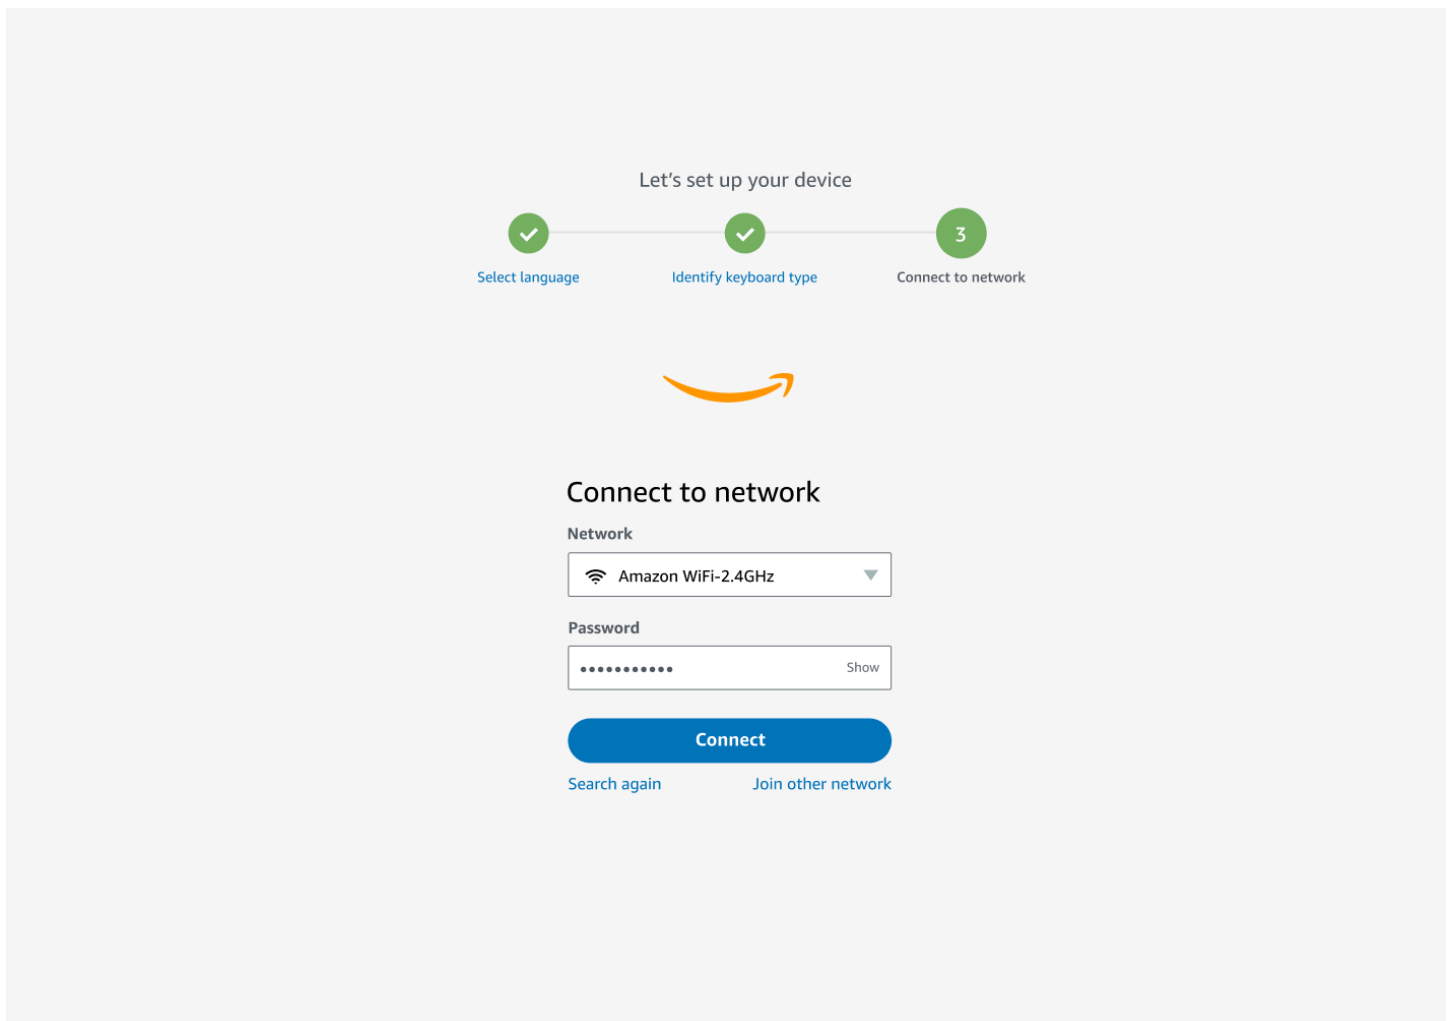 Let's set up your device
3
Select language
Identify keyboard type
Connect to network
Connect to network
Network
Amazon WiFi-2.4GHz
Password
•••••••••••
Show
Connect
Search again
Join other network